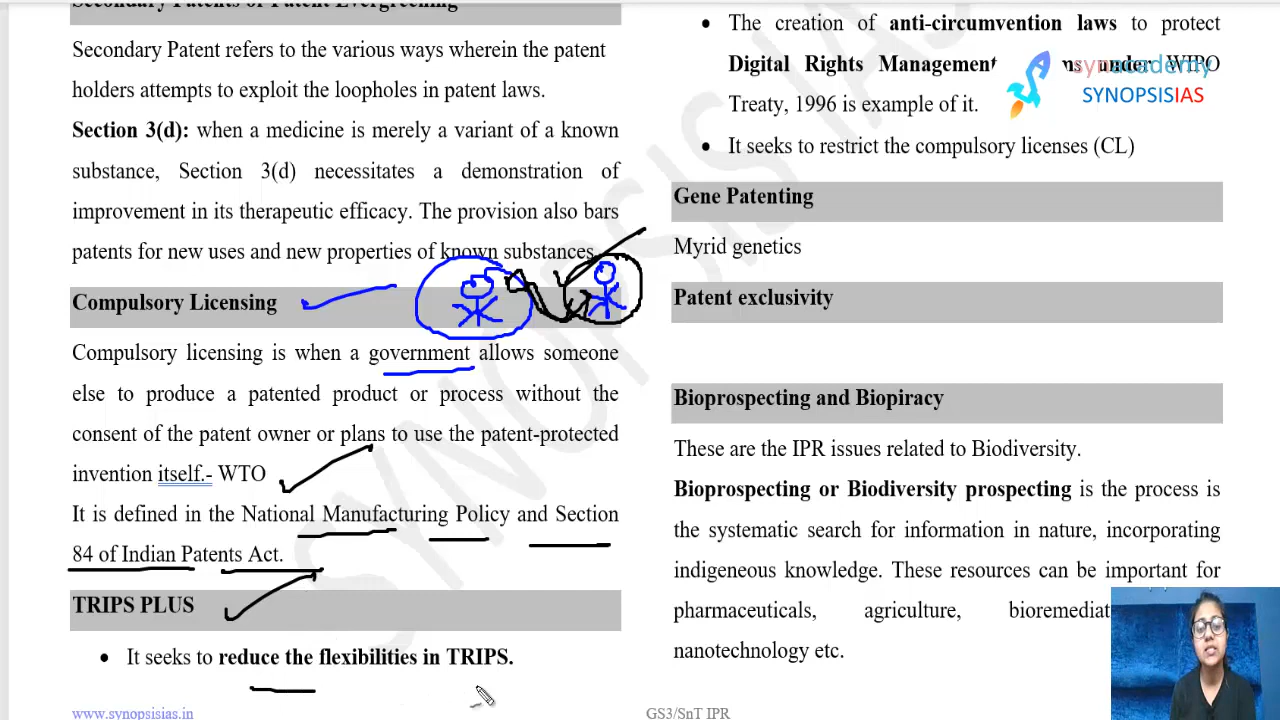 Secondary Patents or Patent Evergreening
Secondary Patent refers to the various ways wherein the patent
holders attempts to exploit the loopholes in patent laws.
Section 3(d): when a medicine is merely a variant of a known
substance, Section 3(d) necessitates a demonstration of
improvement in its therapeutic efficacy. The provision also bars
patents for new uses and new properties of known substances.
Compulsory Licensing
Compulsory licensing is when a government allows someone
else to produce a patented product or process without the
consent of the patent owner or plans to use the patent-protected
invention itself.- WTO
It is defined in the National Manufacturing Policy and Section
84 of Indian Patents Act.
TRIPS PLUS
• It seeks to reduce the flexibilities in TRIPS.
www.synopsisias.in
• The creation of anti-circumvention laws to protect
Digital Rights Management under WIPO
Treaty, 1996 is example of it.
• It seeks to restrict the compulsory licenses (CL)
synacademy
SYNOPSISIAS
Gene Patenting
Myrid genetics
Patent exclusivity
Bioprospecting and Biopiracy
These are the IPR issues related to Biodiversity.
Bioprospecting or Biodiversity prospecting is the process is
the systematic search for information in nature, incorporating
indigeneous knowledge. These resources can be important for
pharmaceuticals, agriculture,
nanotechnology etc.
GS3/SnT IPR
SYNOPSIS IAS